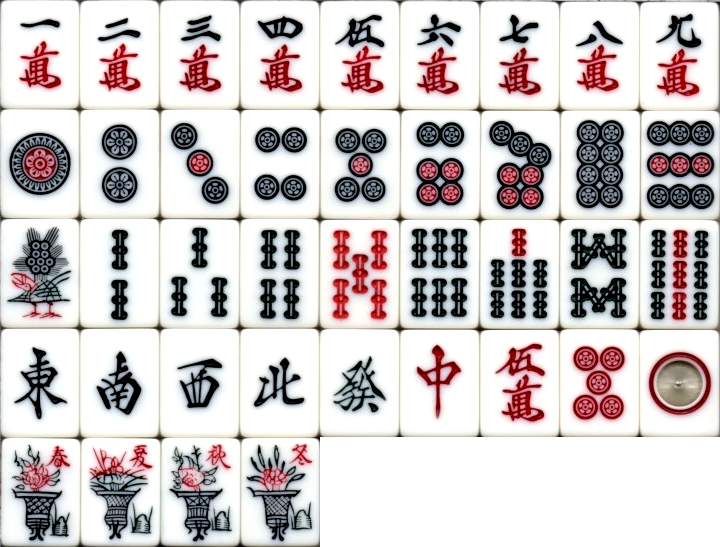 一 二 三 四 伍 六 七 八 九
萬 萬 萬 萬 萬 萬 萬 萬 萬
東 南 西 北 發 中 伍
萬
春 夏 秋 冬